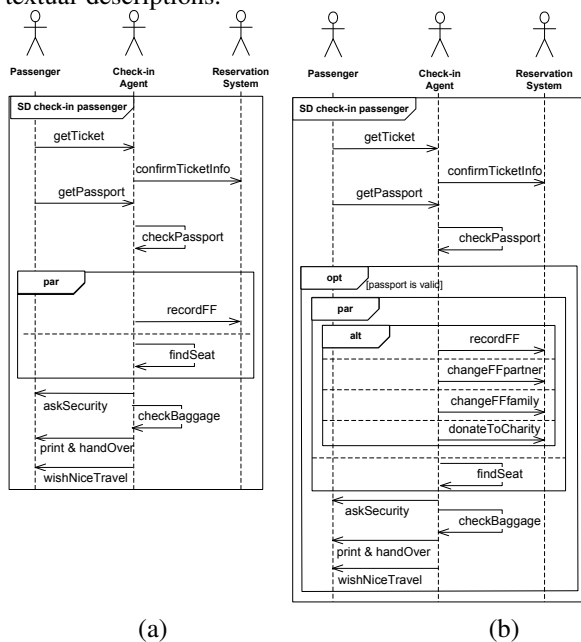 textual descriptions.
Passenger
Check-in
Agent
Reservation
System
SD check-in passenger
getTicket
confirmTicketInfo
getPassport
checkPassport
par
recordFF
findSeat
askSecurity
checkBaggage
print & handOver
wishNiceTravel
(a)
Passenger
Check-in
Agent
Reservation
System
SD check-in passenger
getTicket
confirmTicketInfo
getPassport
checkPassport
opt
[passport is valid]
par
alt
recordFF
changeFFpartner
changeFFfamily
donateToCharity
findSeat
askSecurity
checkBaggage
print & handOver
wishNiceTravel
(b)